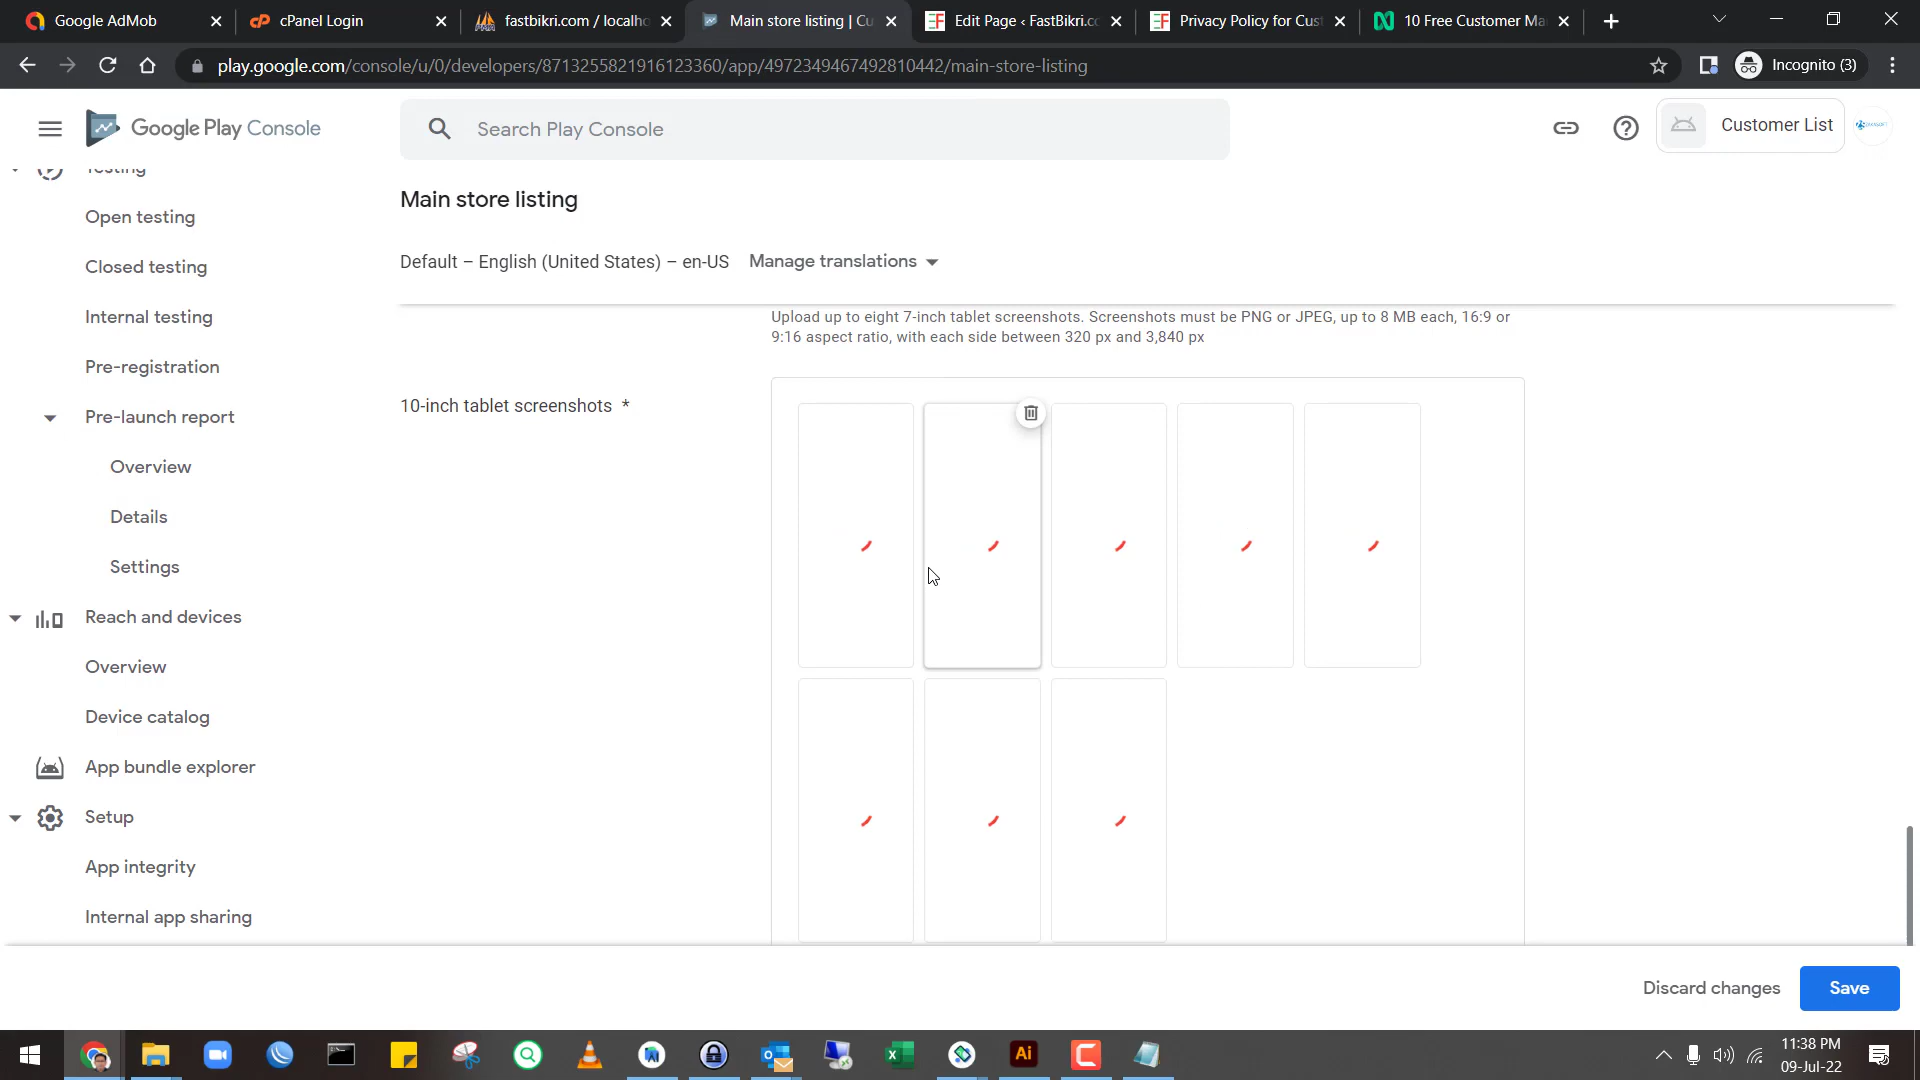 Google AdMob
cPanel Login
fastbikri.com / localho
Main store listing | Cu
Edit Page ‹ FastBikri.co
Privacy Policy for Cust
10 Free Customer Ma
play.google.com/console/u/0/developers/8713255821916123360/app/4972349467492810442/main-store-listing
Incognito (3)
Google Play Console
Search Play Console
Customer List
Testing
Open testing
Closed testing
Internal testing
Pre-registration
Pre-launch report
Overview
Details
Settings
Reach and devices
Overview
Device catalog
App bundle explorer
Setup
App integrity
Internal app sharing
Main store listing
Default – English (United States) – en-US
Manage translations
Upload up to eight 7-inch tablet screenshots. Screenshots must be PNG or JPEG, up to 8 MB each, 16:9 or
9:16 aspect ratio, with each side between 320 px and 3,840 px
10-inch tablet screenshots *
Discard changes
Save
11:38 PM
09-Jul-22